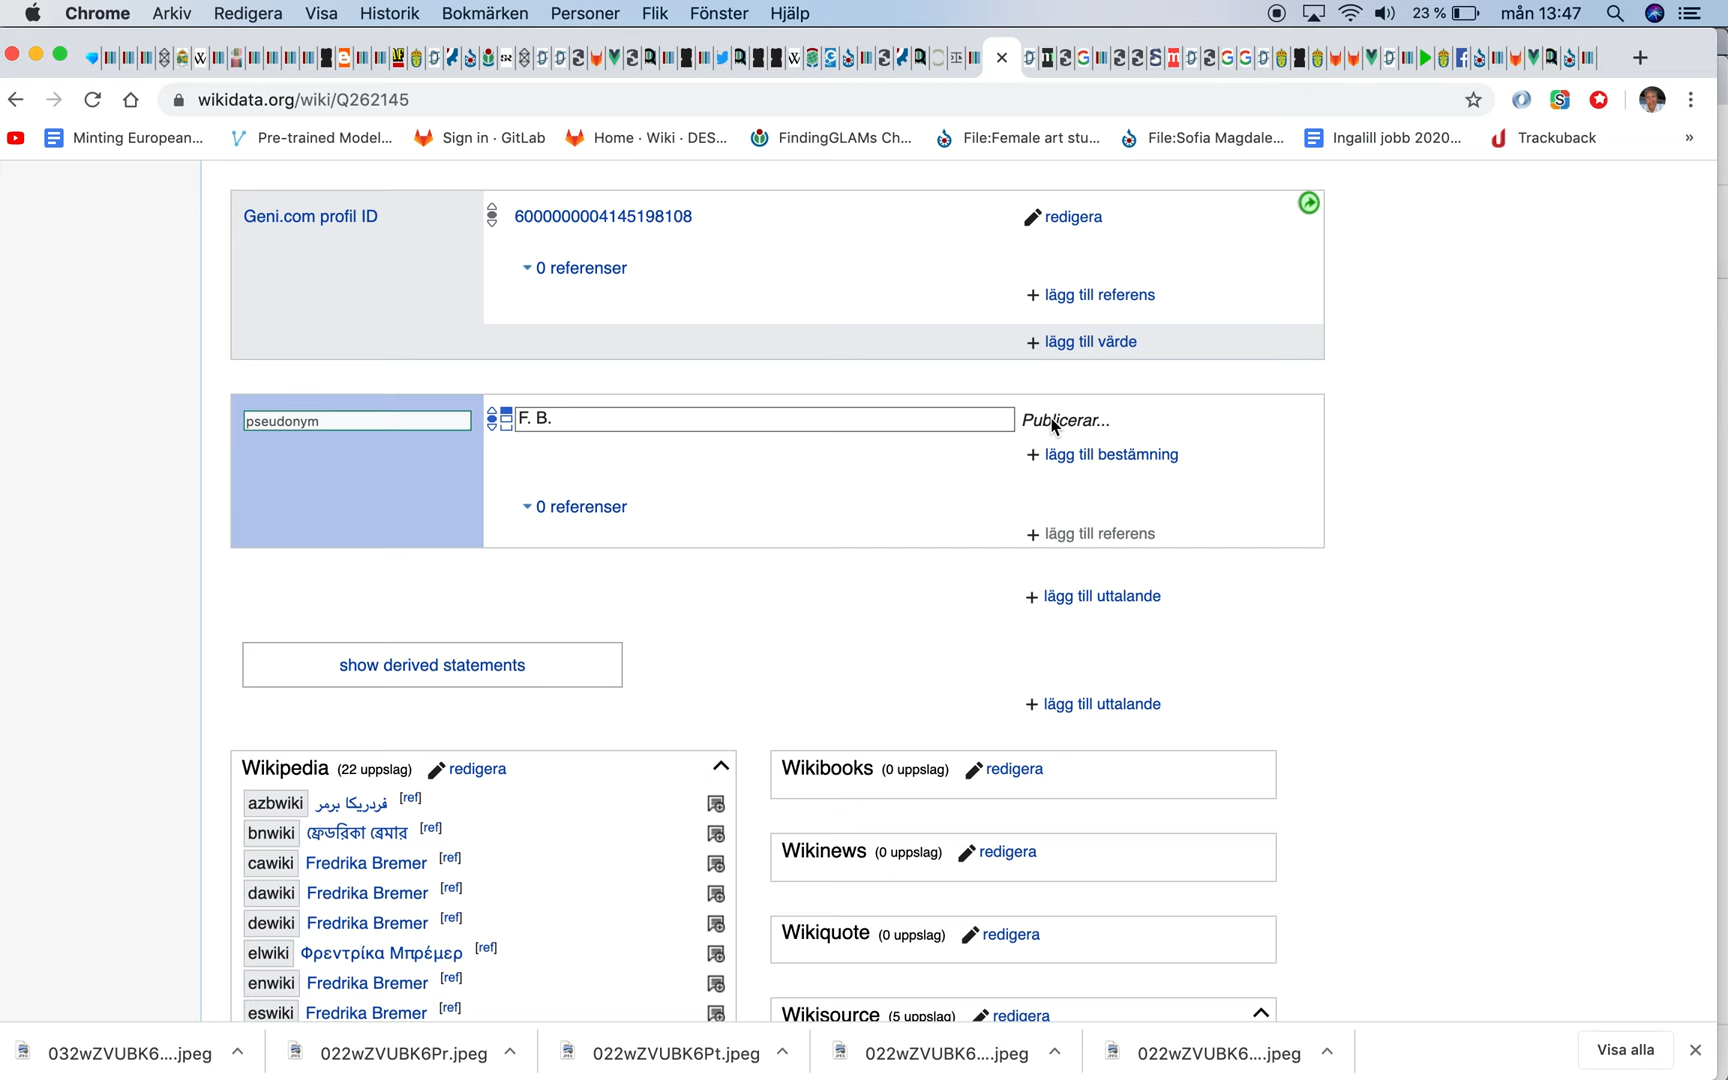 Chrome Arkiv Redigera Visa Historik Bokmärken Personer Flik Fönster Hjälp 23 % mån 13:47
wikidata.org/wiki/Q262145
Minting European... Pre-trained Model... Sign in · GitLab Home · Wiki · DES... FindingGLAMs Ch... File:Female art stu... File:Sofia Magdale... Ingalill jobb 2020... Trackuback »
Geni.com profil ID 6000000004145198108 redigera
0 referenser
+ lägg till referens
+ lägg till värde
pseudonym F. B. Publicerar...
+ lägg till bestämning
0 referenser
+ lägg till referens
+ lägg till uttalande
show derived statements
+ lägg till uttalande
Wikipedia (22 uppslag) redigera
azbwiki فردریکا برمر [ref]
bnwiki ফ্রেডরিকা ব্রেমার [ref]
cawiki Fredrika Bremer [ref]
dawiki Fredrika Bremer [ref]
dewiki Fredrika Bremer [ref]
elwiki Φρεντρίκα Μπρέμερ [ref]
enwiki Fredrika Bremer [ref]
eswiki Fredrika Bremer [ref]
Wikibooks (0 uppslag) redigera
Wikinews (0 uppslag) redigera
Wikiquote (0 uppslag) redigera
Wikisource (5 uppslag) redigera
032wZVUBK6....jpeg 022wZVUBK6Pr.jpeg 022wZVUBK6Pt.jpeg 022wZVUBK6....jpeg 022wZVUBK6....jpeg Visa alla